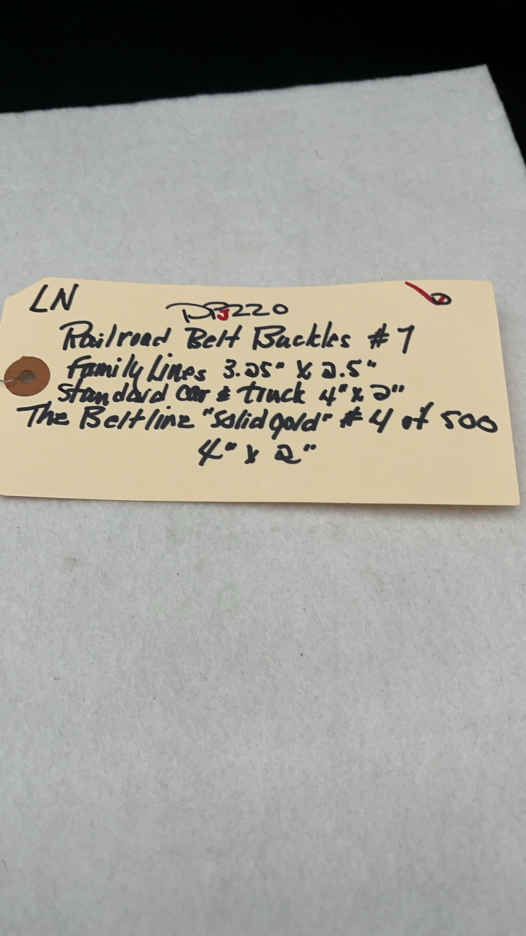 LN
DPJ220
Railroad Belt Buckles #7
Family Lines 3.25" x 2.5"
Standard Car & truck 4" x 2"
The Beltline "Solid gold" # 4 of 500
4" x 2"